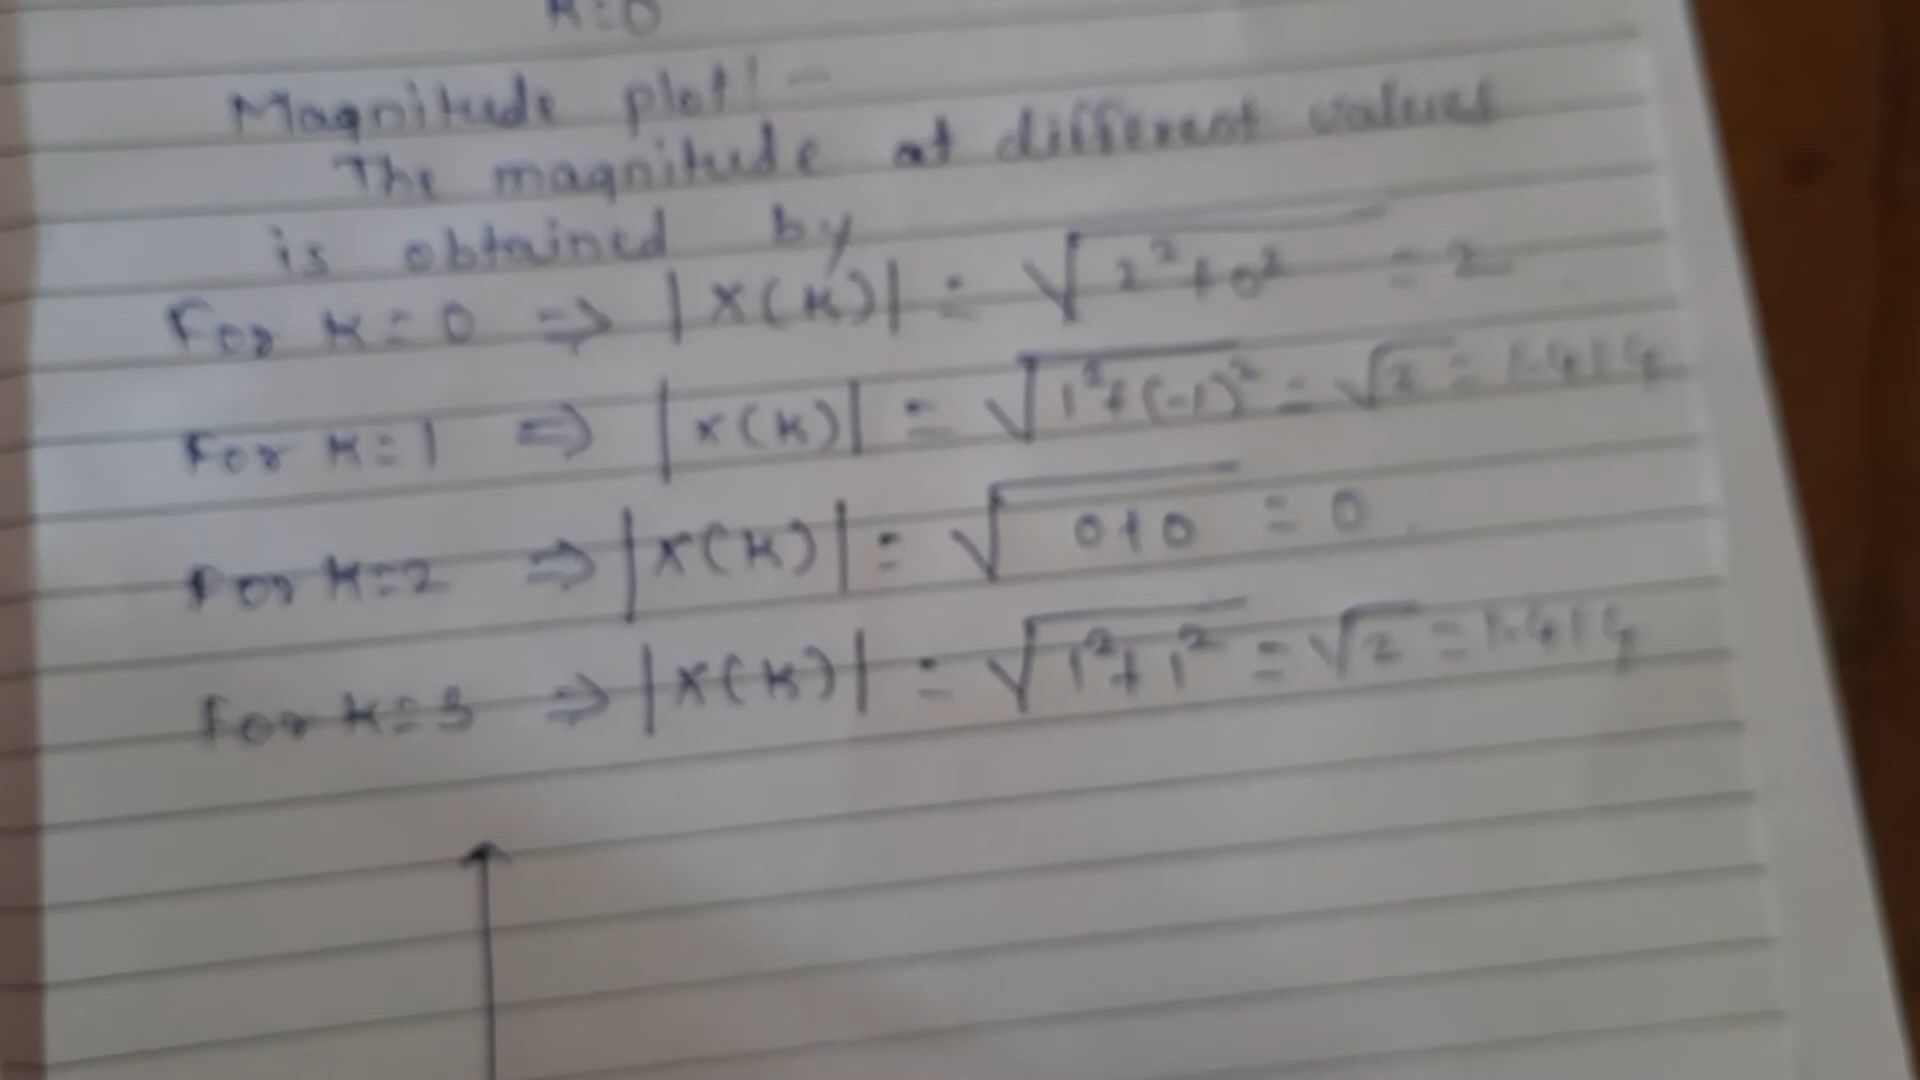 K=0
Magnitude plot:-
The magnitude at different values
is obtained by
For K=0 ⇒ |X(K)| = √2²+0² = 2
For K=1 ⇒ |X(K)| = √1²+(-1)² = √2 = 1.414
For K=2 ⇒ |X(K)| = √0+0 = 0
For K=3 ⇒ |X(K)| = √1²+1² = √2 = 1.414